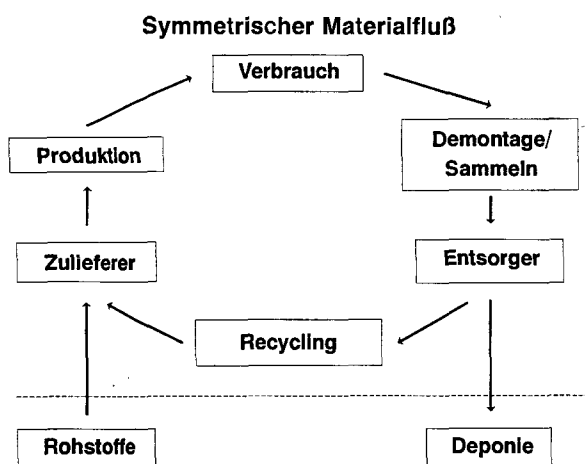 Symmetrischer Materialfluß
Verbrauch
Produktion
Demontage/
Sammeln
Zulieferer
Entsorger
Recycling
Rohstoffe
Deponie